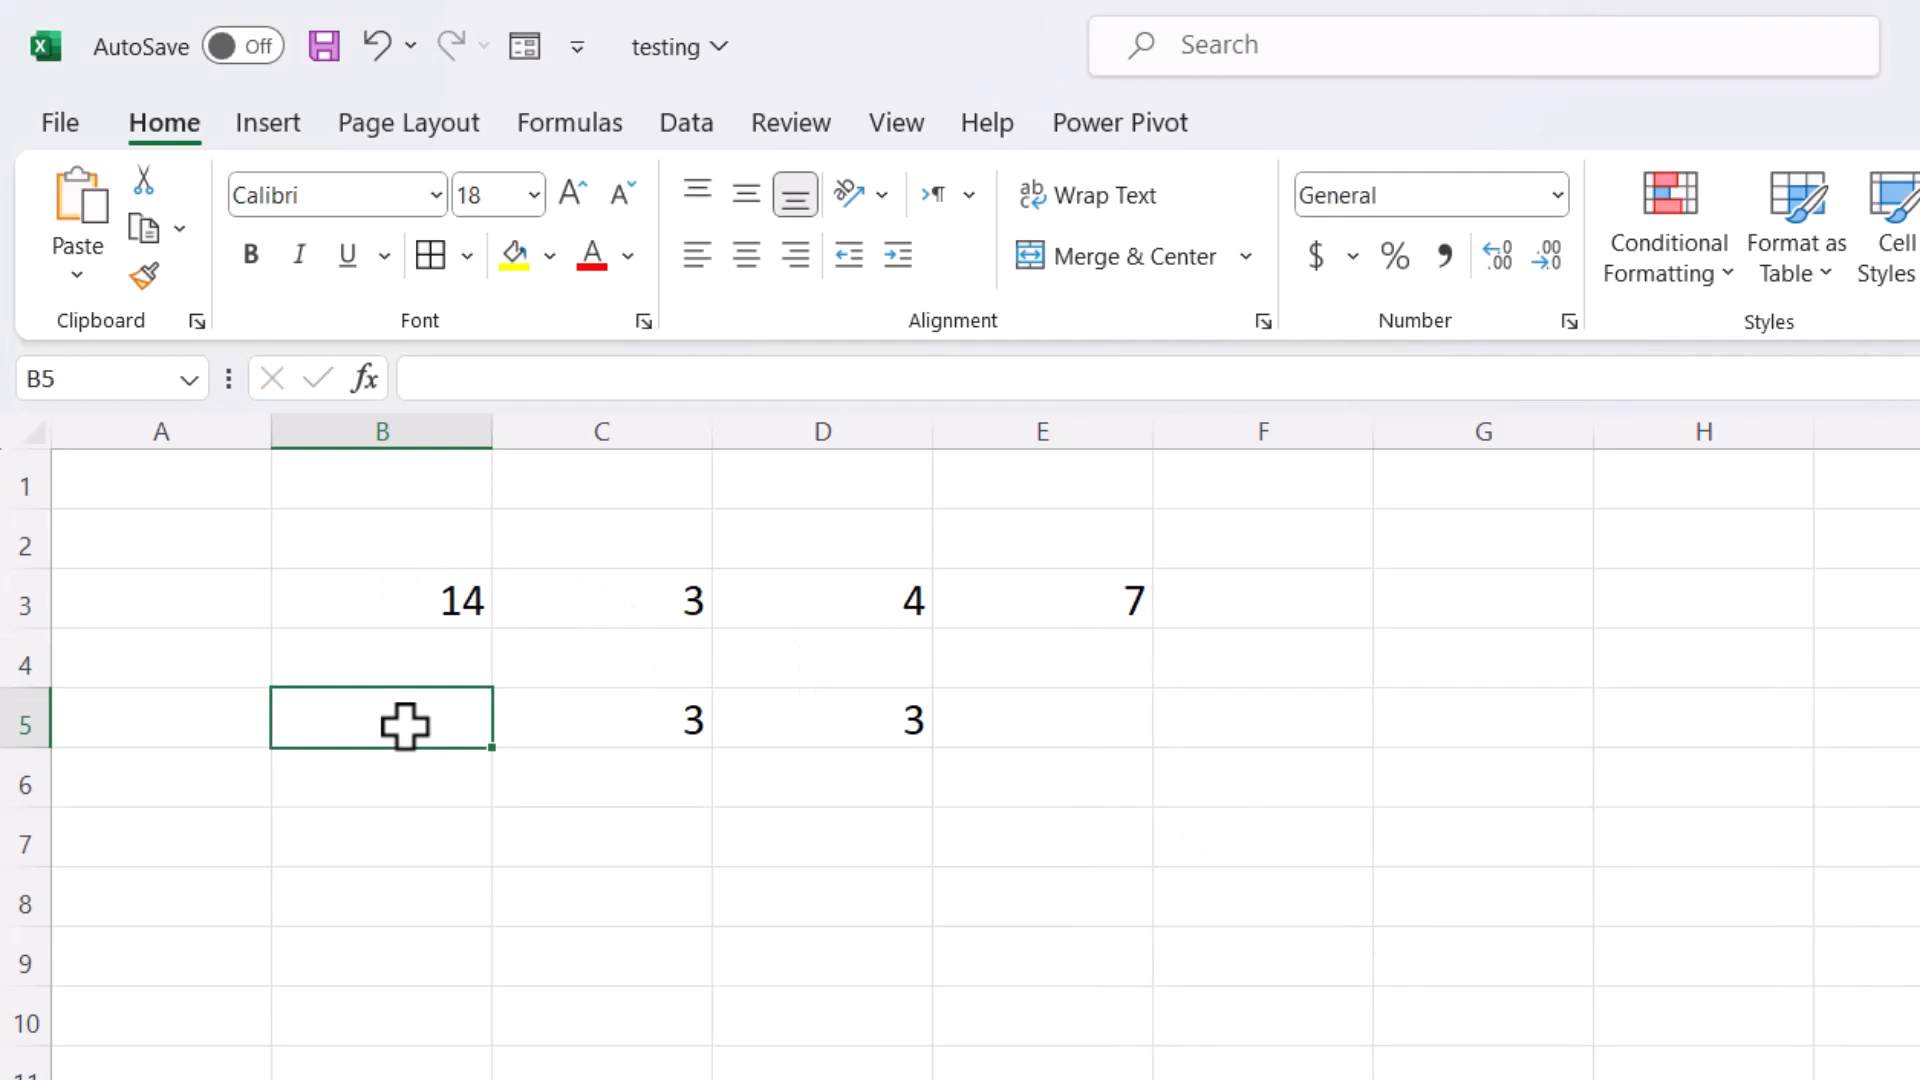 AutoSave Off testing Search
File Home Insert Page Layout Formulas Data Review View Help Power Pivot
Calibri 18 Wrap Text General
Paste B I U Merge & Center $ % Conditional Formatting Format as Table Cell Styles
Clipboard Font Alignment Number Styles
B5 fx
A B C D E F G H
1
2
3 14 3 4 7
4
5 3 3
6
7
8
9
10